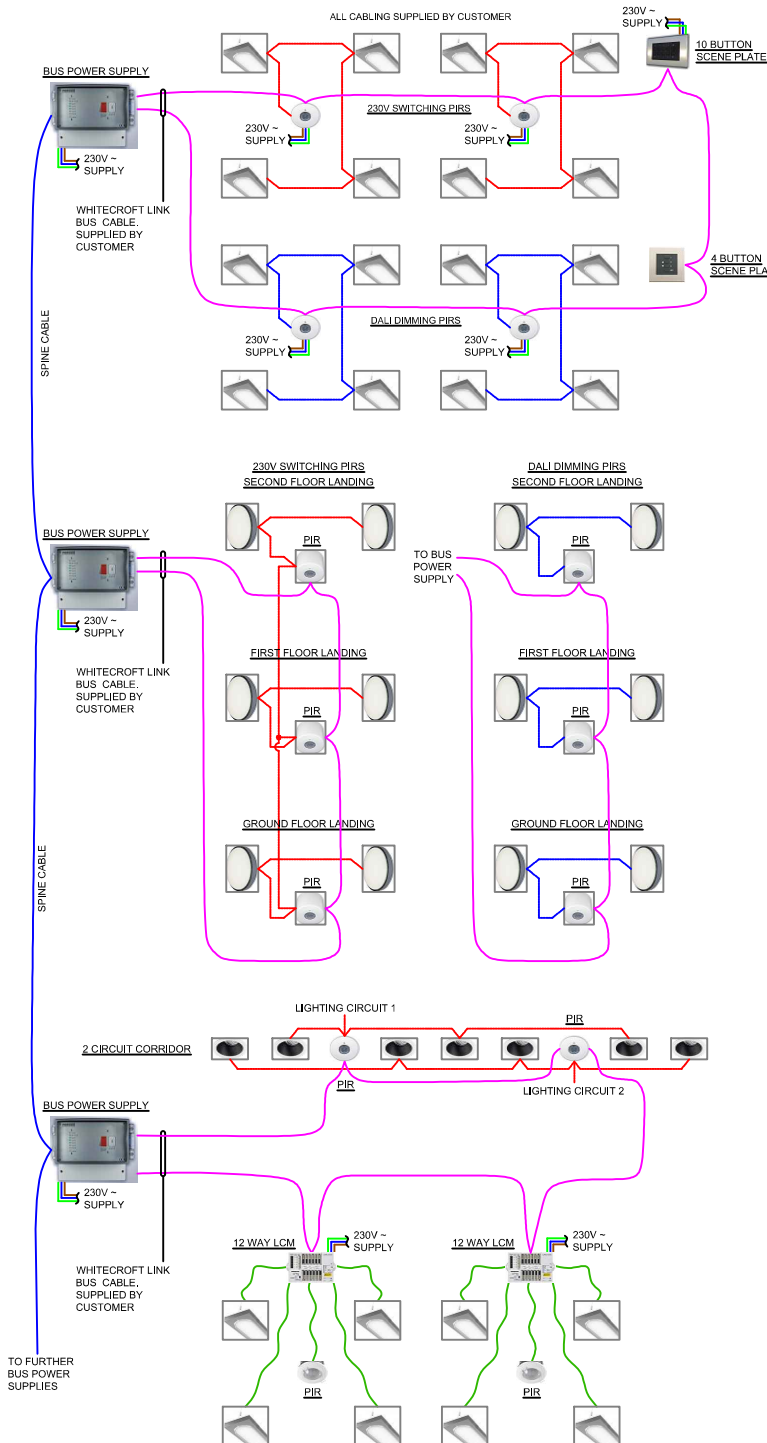 ALL CABLING SUPPLIED BY CUSTOMER
230V ~
SUPPLY
10 BUTTON
SCENE PLATE
BUS POWER SUPPLY
230V SWITCHING PIRS
230V ~
SUPPLY
230V ~
SUPPLY
230V ~
SUPPLY
WHITECROFT LINK
BUS CABLE.
SUPPLIED BY
CUSTOMER
4 BUTTON
SCENE PLA
SPINE CABLE
DALI DIMMING PIRS
230V ~
SUPPLY
230V ~
SUPPLY
230V SWITCHING PIRS
SECOND FLOOR LANDING
DALI DIMMING PIRS
SECOND FLOOR LANDING
BUS POWER SUPPLY
PIR
PIR
TO BUS
POWER
SUPPLY
230V ~
SUPPLY
WHITECROFT LINK
BUS CABLE.
SUPPLIED BY
CUSTOMER
FIRST FLOOR LANDING
FIRST FLOOR LANDING
PIR
PIR
SPINE CABLE
GROUND FLOOR LANDING
GROUND FLOOR LANDING
PIR
PIR
LIGHTING CIRCUIT 1
PIR
2 CIRCUIT CORRIDOR
PIR
LIGHTING CIRCUIT 2
BUS POWER SUPPLY
230V ~
SUPPLY
WHITECROFT LINK
BUS CABLE.
SUPPLIED BY
CUSTOMER
12 WAY LCM
230V ~
SUPPLY
12 WAY LCM
230V ~
SUPPLY
TO FURTHER
BUS POWER
SUPPLIES
PIR
PIR